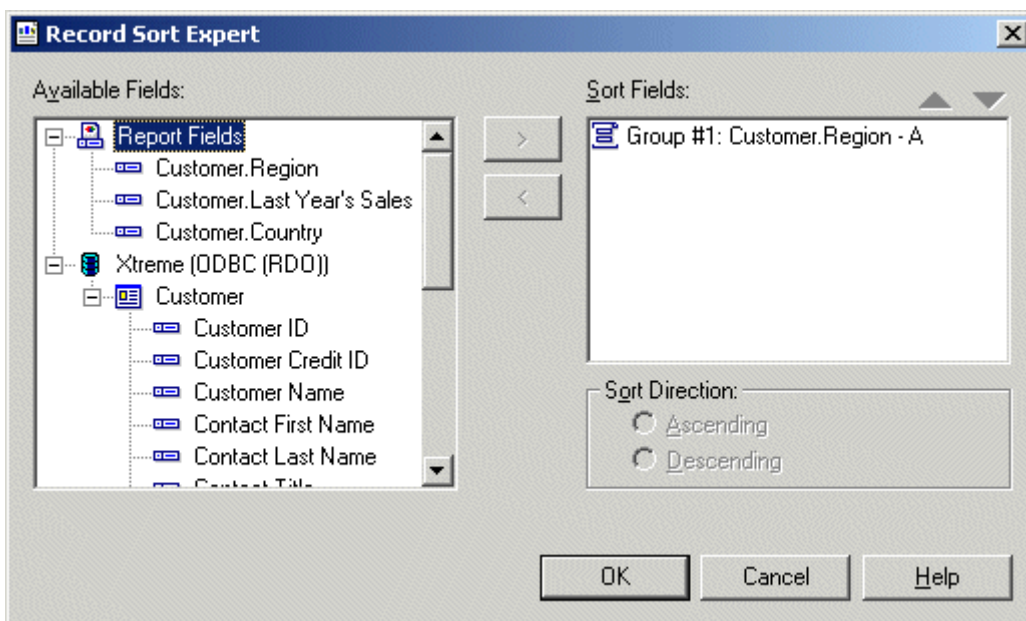 Record Sort Expert
Available Fields:
Report Fields
Customer.Region
Customer.Last Year's Sales
Customer.Country
Xtreme (ODBC (RDO))
Customer
Customer ID
Customer Credit ID
Customer Name
Contact First Name
Contact Last Name
Contact Title
>
<
Sort Fields:
Group #1: Customer.Region - A
Sort Direction:
Ascending
Descending
OK
Cancel
Help